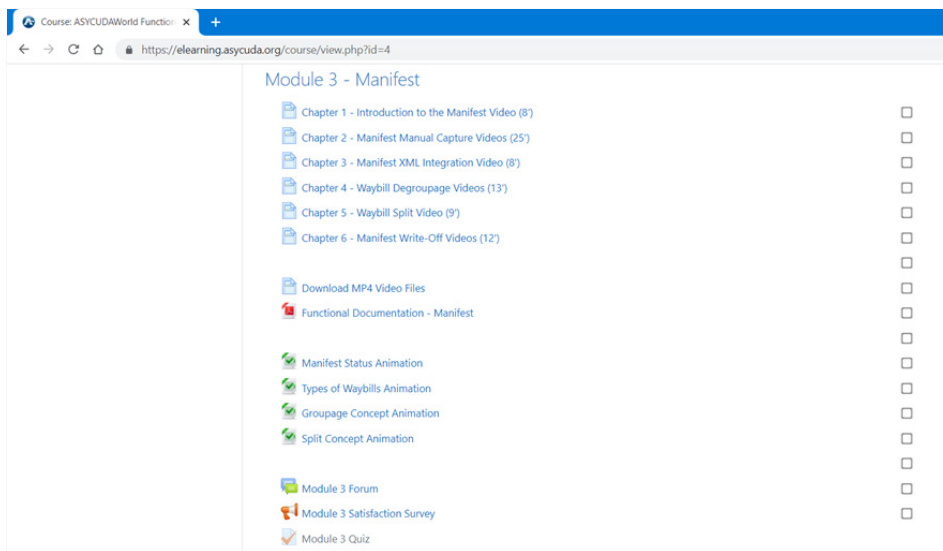 Course: ASYCUDAWorld Function
https://elearning.asycuda.org/course/view.php?id=4
Module 3 - Manifest
Chapter 1 - Introduction to the Manifest Video (8')
Chapter 2 - Manifest Manual Capture Videos (25')
Chapter 3 - Manifest XML Integration Video (8')
Chapter 4 - Waybill Degroupage Videos (13')
Chapter 5 - Waybill Split Video (9')
Chapter 6 - Manifest Write-Off Videos (12')
Download MP4 Video Files
Functional Documentation - Manifest
Manifest Status Animation
Types of Waybills Animation
Groupage Concept Animation
Split Concept Animation
Module 3 Forum
Module 3 Satisfaction Survey
Module 3 Quiz